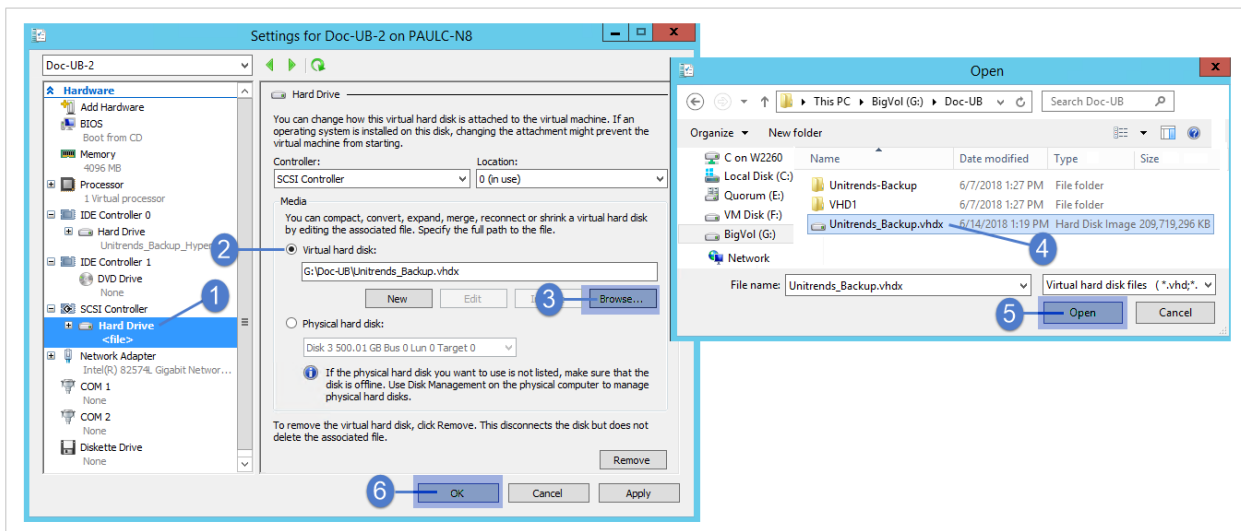 Settings for Doc-UB-2 on PAULC-N8
Doc-UB-2
Hardware
Add Hardware
BIOS
Boot from CD
Memory
4096 MB
Processor
1 Virtual processor
IDE Controller 0
Hard Drive
Unitrends_Backup_Hyper
IDE Controller 1
DVD Drive
None
SCSI Controller
Hard Drive
<file>
Network Adapter
Intel(R) 82574L Gigabit Networ...
COM 1
None
COM 2
None
Diskette Drive
None
1
Hard Drive
You can change how this virtual hard disk is attached to the virtual machine. If an
operating system is installed on this disk, changing the attachment might prevent the
virtual machine from starting.
Controller: Location:
SCSI Controller 0 (in use)
Media
You can compact, convert, expand, merge, reconnect or shrink a virtual hard disk
by editing the associated file. Specify the full path to the file.
2 Virtual hard disk:
G:\Doc-UB\Unitrends_Backup.vhdx
New Edit 3 Browse...
Physical hard disk:
Disk 3 500.01 GB Bus 0 Lun 0 Target 0
If the physical hard disk you want to use is not listed, make sure that the
disk is offline. Use Disk Management on the physical computer to manage
physical hard disks.
To remove the virtual hard disk, click Remove. This disconnects the disk but does not
delete the associated file.
Remove
6 OK Cancel Apply
Open
This PC BigVol (G:) Doc-UB Search Doc-UB
Organize New folder
C on W2260
Local Disk (C:)
Quorum (E:)
VM Disk (F:)
BigVol (G:)
Network
Name Date modified Type Size
Unitrends-Backup 6/7/2018 1:27 PM File folder
VHD1 6/7/2018 1:27 PM File folder
Unitrends_Backup.vhdx 6/14/2018 1:19 PM Hard Disk Image 209,719,296 KB
4
File name: Unitrends_Backup.vhdx Virtual hard disk files (*.vhd;*.
5 Open Cancel